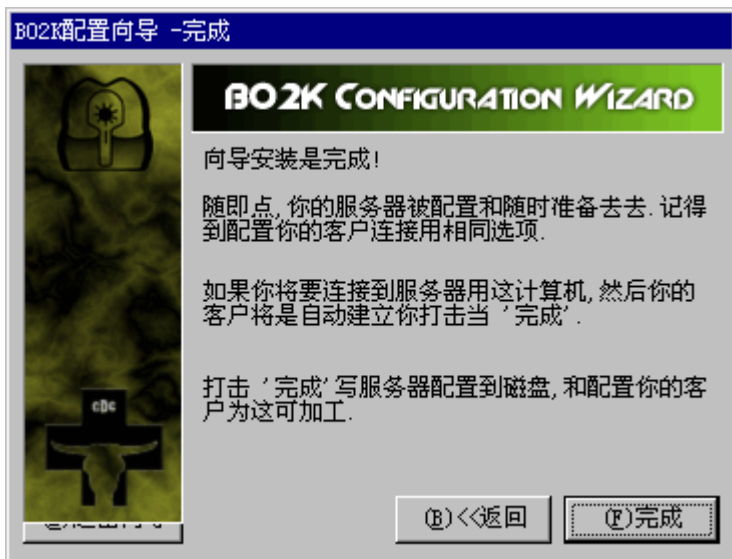 BO2K配置向导 -完成
BO2K CONFIGURATION WIZARD
向导安装是完成!
随即点,你的服务器被配置和随时准备去去.记得
到配置你的客户连接用相同选项.
如果你将要连接到服务器用这计算机,然后你的
客户将是自动建立你打击当 '完成'.
打击 '完成'写服务器配置到磁盘,和配置你的客
户为这可加工.
cDc
(B)<<返回
(F)完成